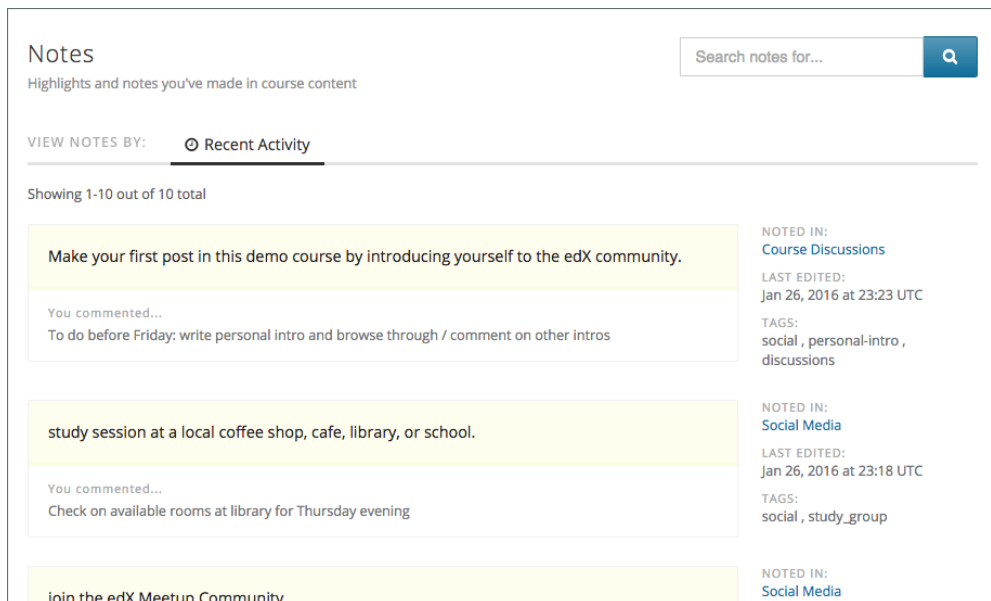 Notes
Search notes for...
Highlights and notes you've made in course content
VIEW NOTES BY:
Recent Activity
Showing 1-10 out of 10 total
Make your first post in this demo course by introducing yourself to the edX community.
You commented...
To do before Friday: write personal intro and browse through / comment on other intros
NOTED IN:
Course Discussions
LAST EDITED:
Jan 26, 2016 at 23:23 UTC
TAGS:
social , personal-intro ,
discussions
study session at a local coffee shop, cafe, library, or school.
You commented...
Check on available rooms at library for Thursday evening
NOTED IN:
Social Media
LAST EDITED:
Jan 26, 2016 at 23:18 UTC
TAGS:
social , study_group
join the edX Meetup Community
NOTED IN:
Social Media